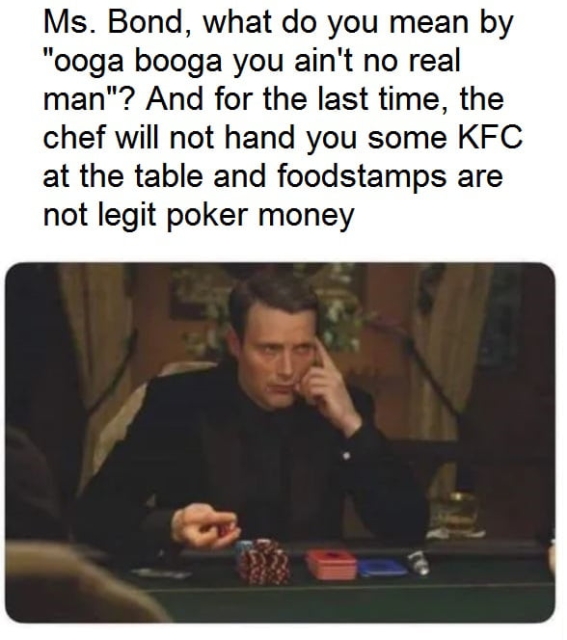 Ms. Bond, what do you mean by
"ooga booga you ain't no real
man"? And for the last time, the
chef will not hand you some KFC
at the table and foodstamps are
not legit poker money